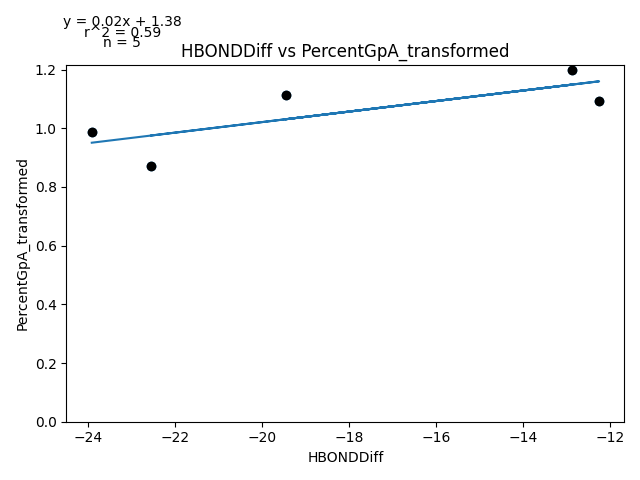 y = 0.02x + 1.38
r^2 = 0.59
n = 5
HBONDDiff vs PercentGpA_transformed
1.2
1.0
0.8
0.6
0.4
0.2
0.0
PercentGpA_transformed
−24
−22
−20
−18
−16
−14
−12
HBONDDiff